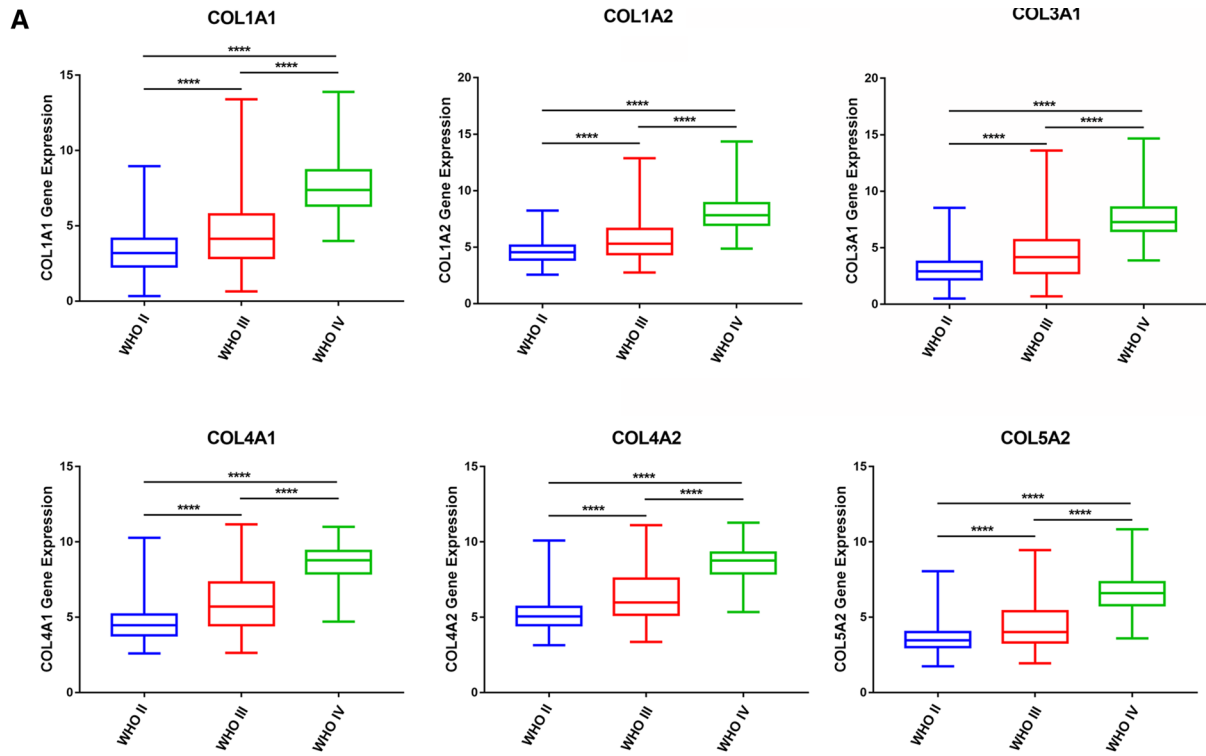 A
COL1A1
COL1A2
COL3A1
****
**** ****
15
10
5
0
COL1A1 Gene Expression
WHO II
WHO III
WHO IV
****
**** ****
20
15
10
5
0
COL1A2 Gene Expression
WHO II
WHO III
WHO IV
****
**** ****
20
15
10
5
0
COL3A1 Gene Expression
WHO II
WHO III
WHO IV
COL4A1
COL4A2
COL5A2
****
**** ****
15
10
5
0
COL4A1 Gene Expression
WHO II
WHO III
WHO IV
****
**** ****
15
10
5
0
COL4A2 Gene Expression
WHO II
WHO III
WHO IV
****
**** ****
15
10
5
0
COL5A2 Gene Expression
WHO II
WHO III
WHO IV